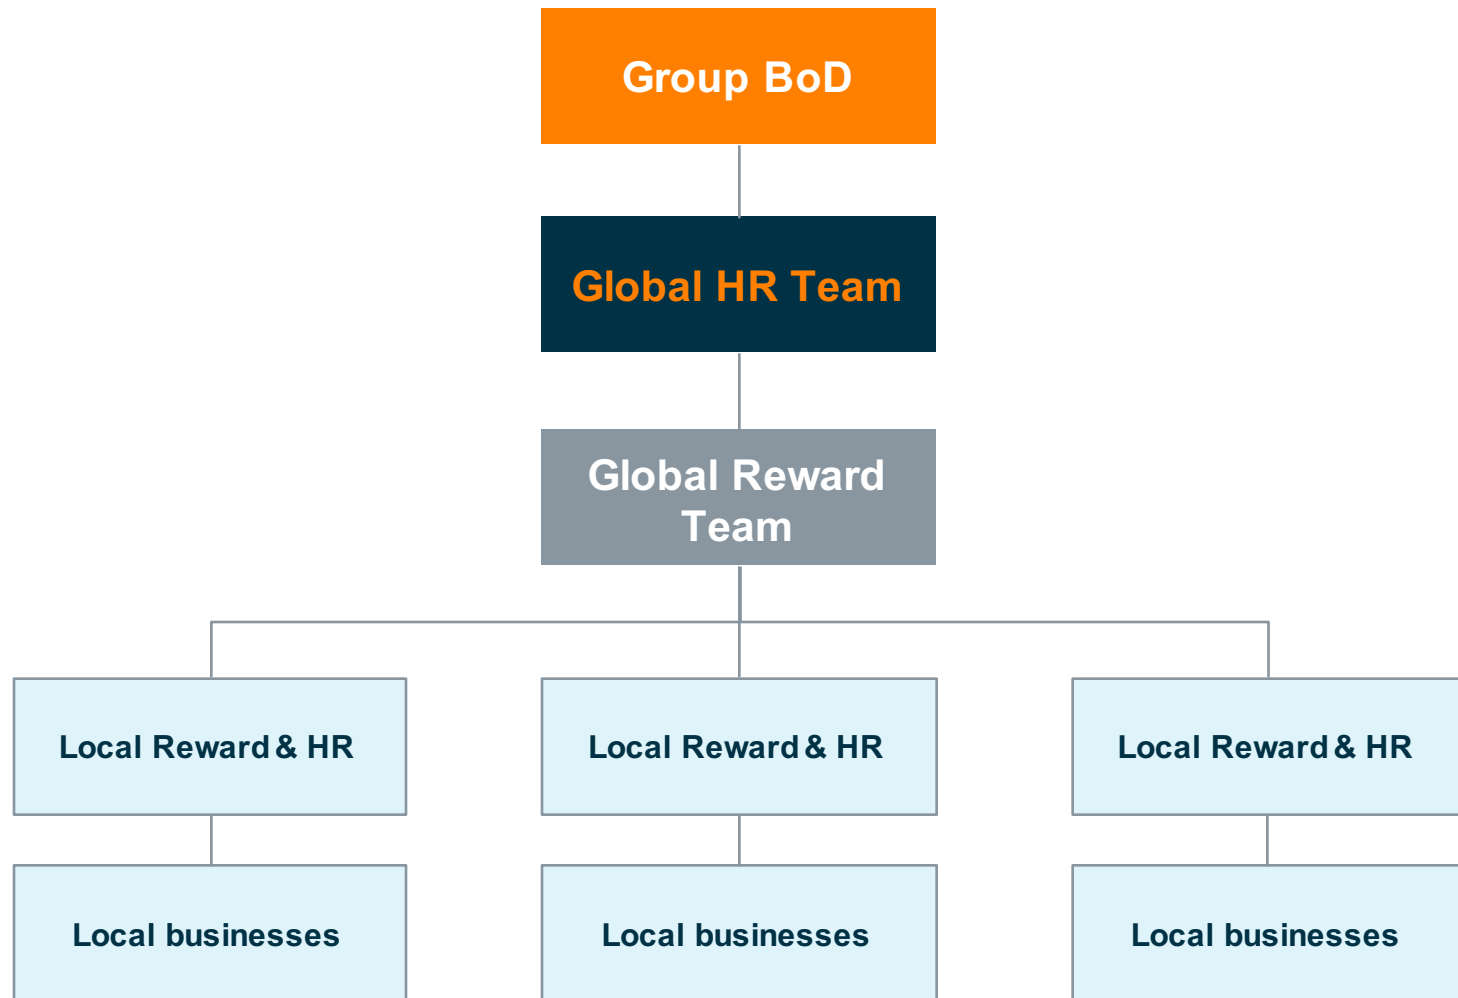 Group BoD
Global HR Team
Global Reward
Team
Local Reward & HR
Local Reward & HR
Local Reward & HR
Local businesses
Local businesses
Local businesses